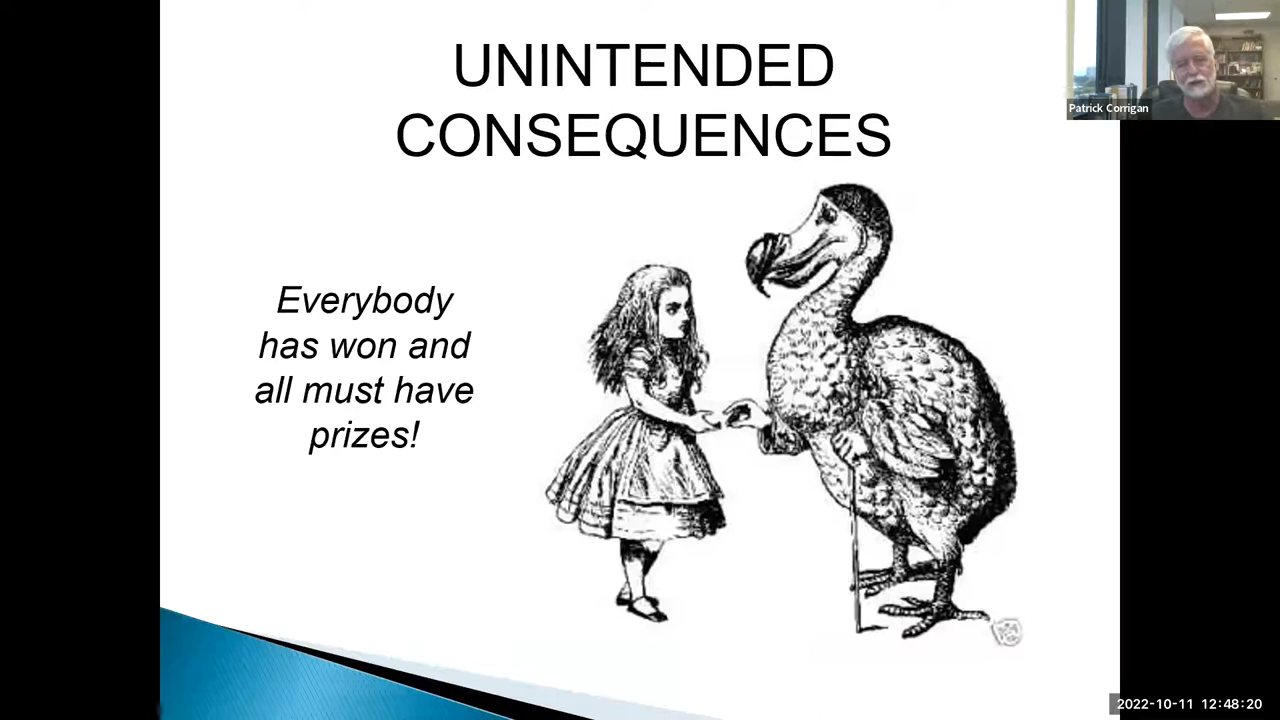 UNINTENDED
CONSEQUENCES
Patrick Corrigan
Everybody
has won and
all must have
prizes!
2022-10-11 12:48:20